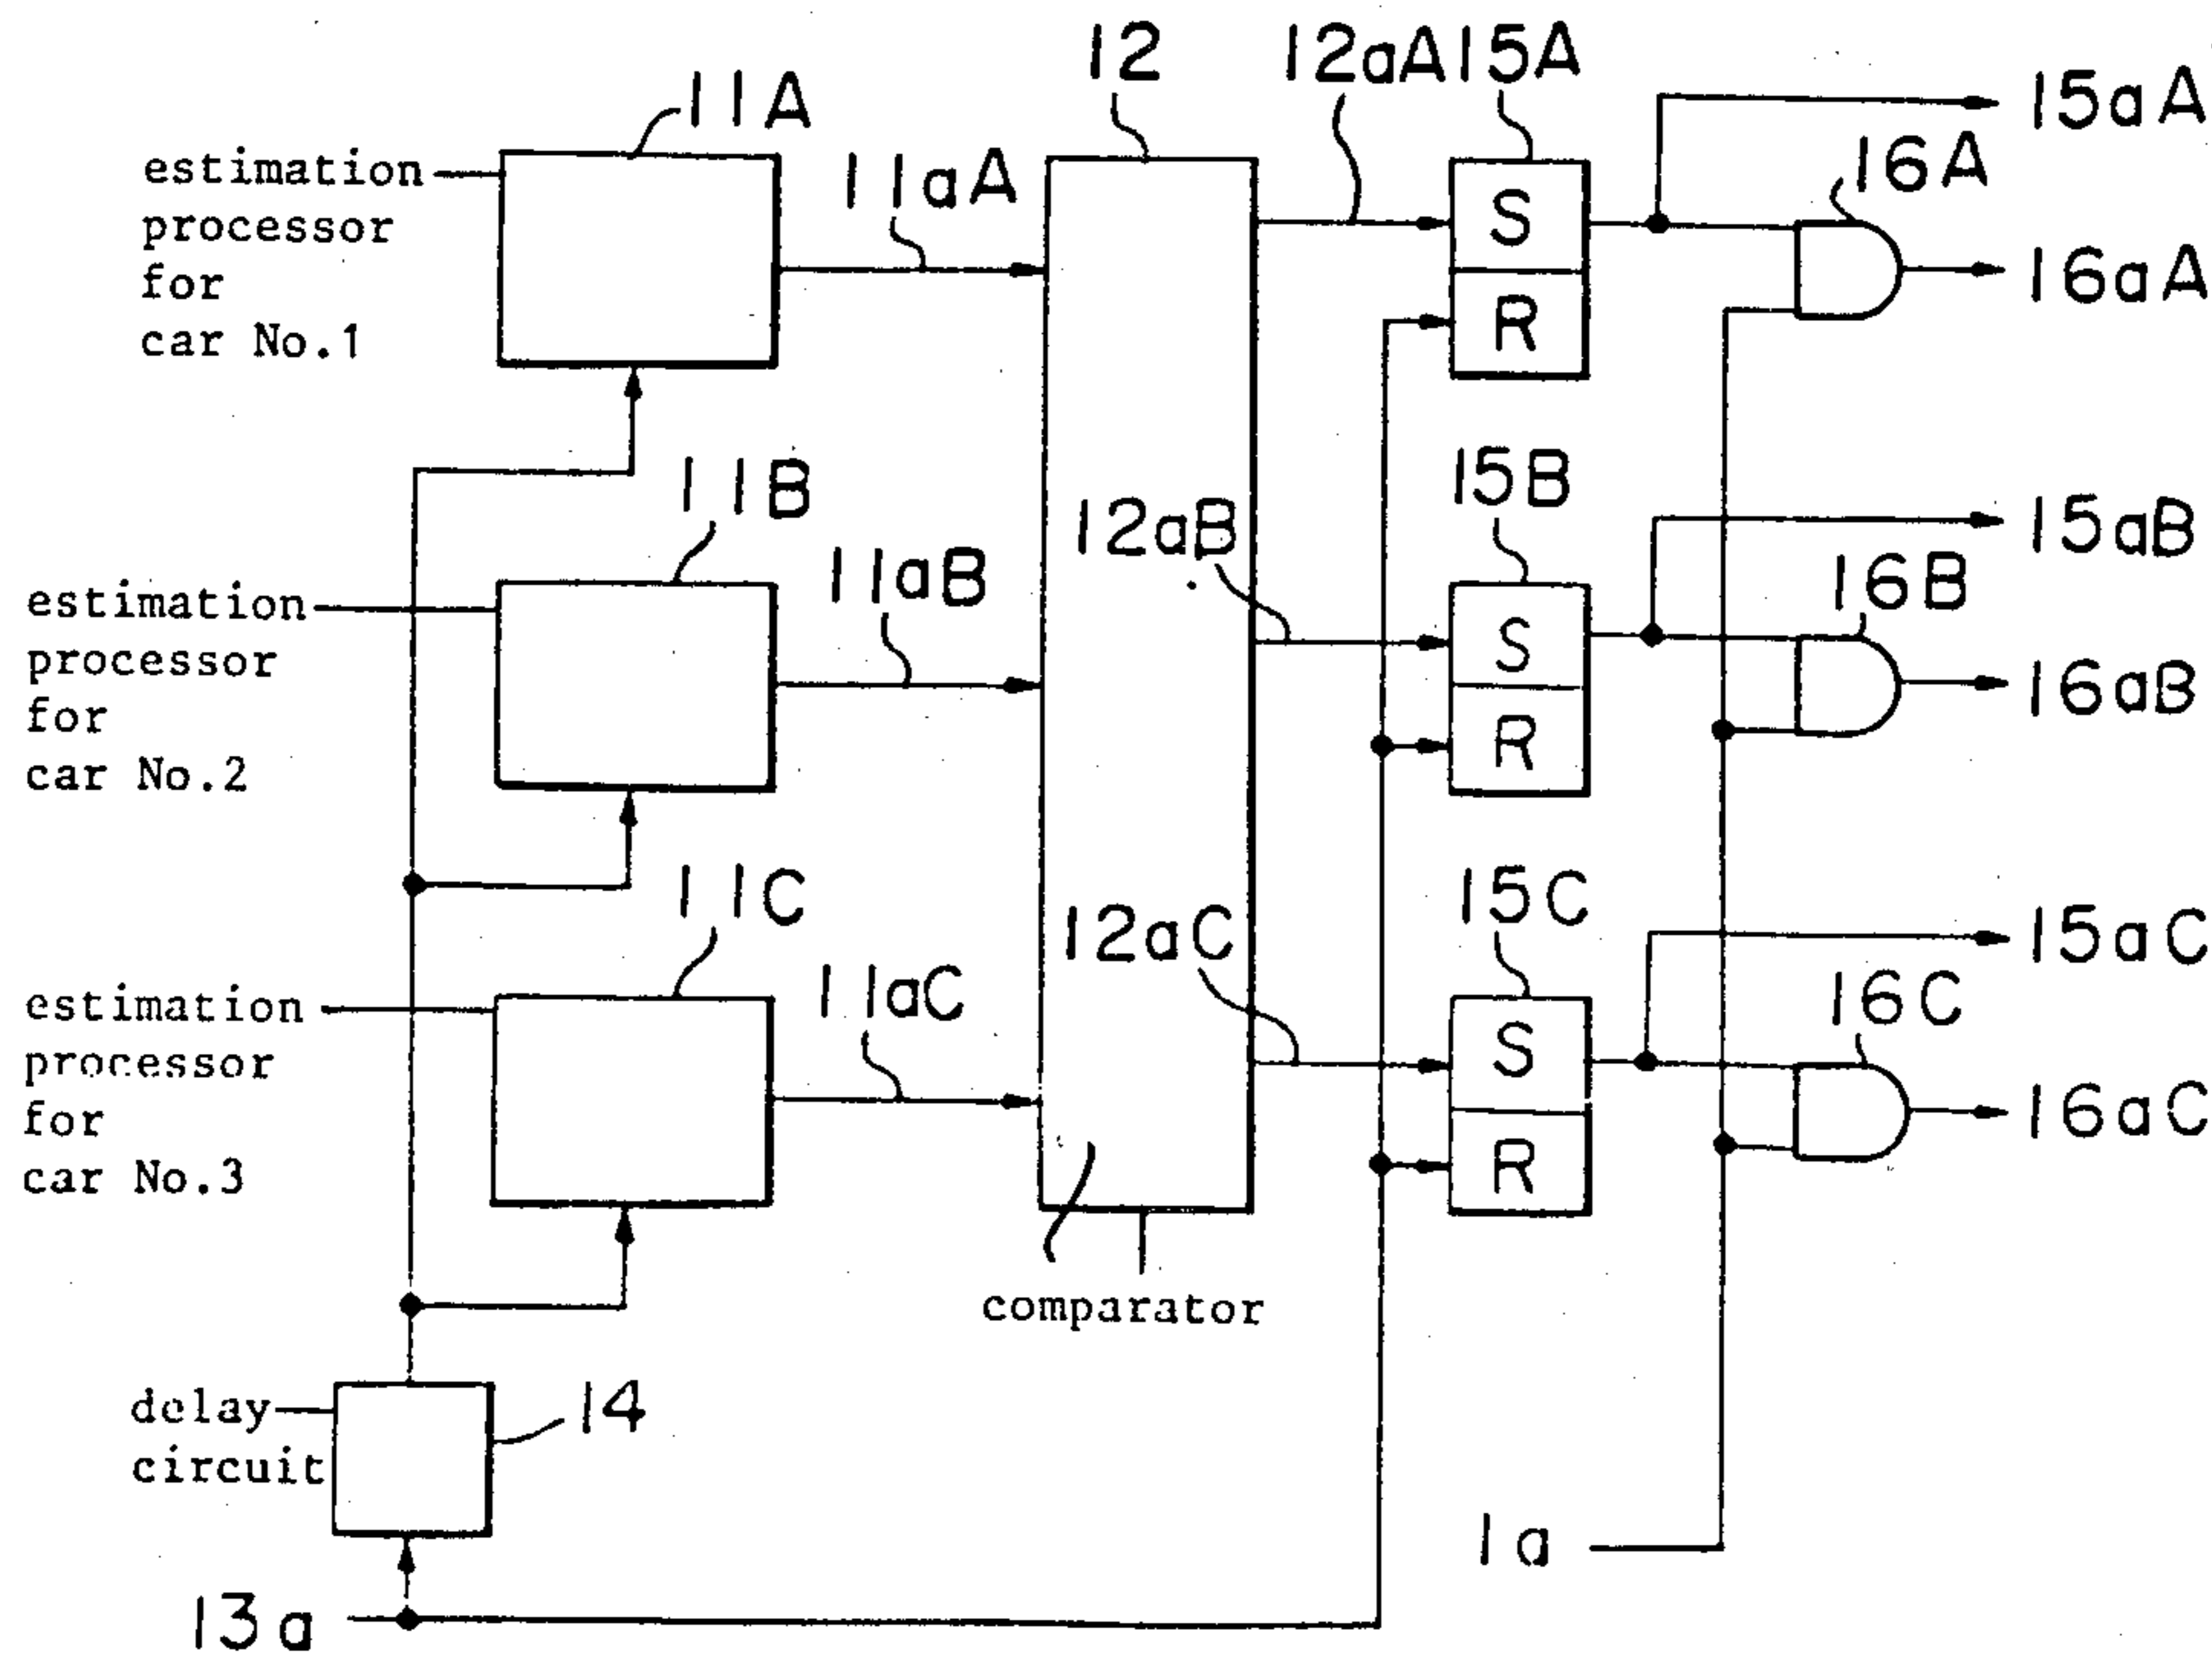 12
12aA
15A
11A
15aA
estimation
processor
for
car No.1
11aA
16A
S
16aA
R
11B
15B
12aB
15aB
estimation
processor
for
car No.2
11aB
16B
S
16aB
R
11C
15C
12aC
15aC
estimation
processor
for
car No.3
11aC
16C
S
16aC
R
comparator
delay
circuit
14
1a
13a